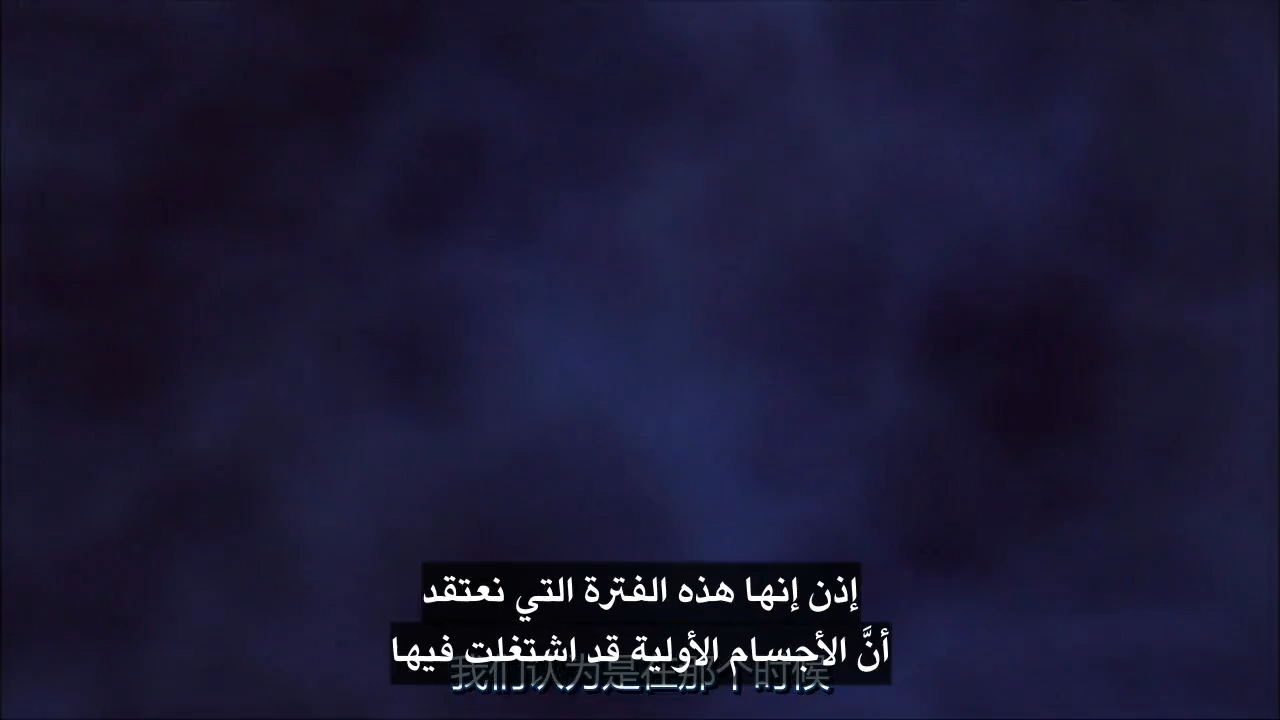 إذن إنها هذه الفترة التي نعتقد
أنَّ الأجسام الأولية قد اشتغلت فيها
我们认为是在那个时候